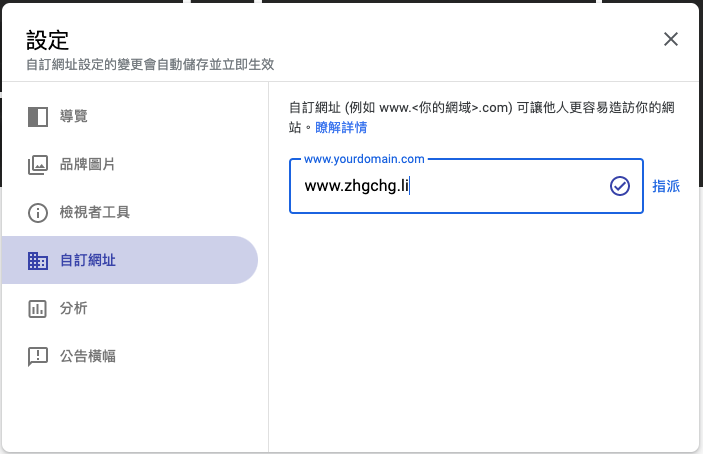 設定
自訂網址設定的變更會自動儲存並立即生效
導覽
品牌圖片
檢視者工具
自訂網址
分析
公告橫幅
自訂網址 (例如 www.<你的網域>.com) 可讓他人更容易造訪你的網
站。瞭解詳情
www.yourdomain.com
www.zhgchg.li
指派